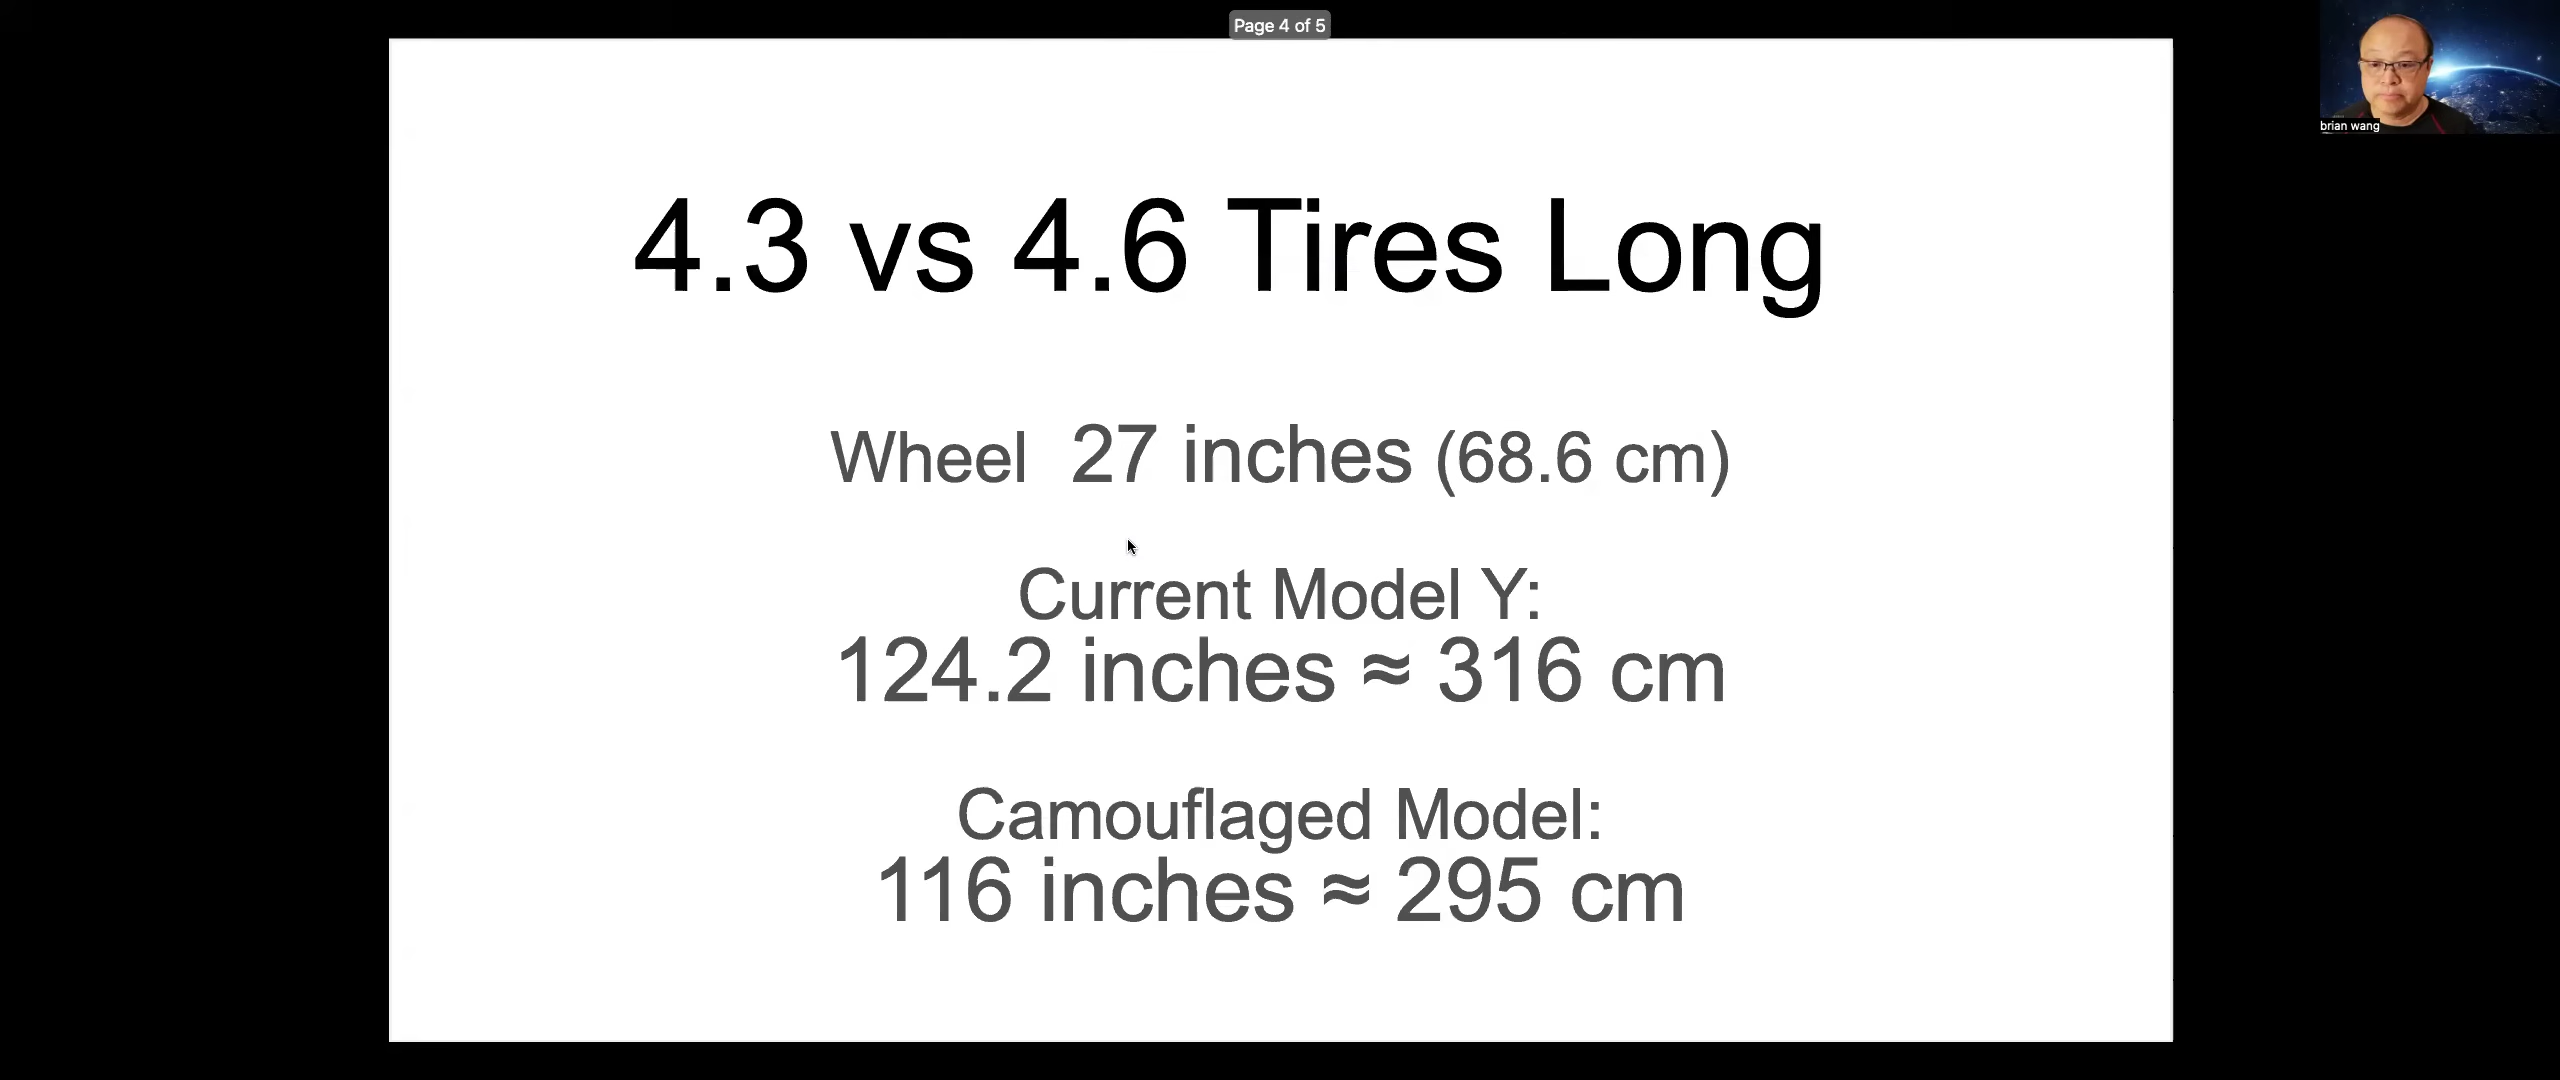 Page 4 of 5
brian wang
4.3 vs 4.6 Tires Long
Wheel 27 inches (68.6 cm)
Current Model Y:
124.2 inches ≈ 316 cm
Camouflaged Model:
116 inches ≈ 295 cm